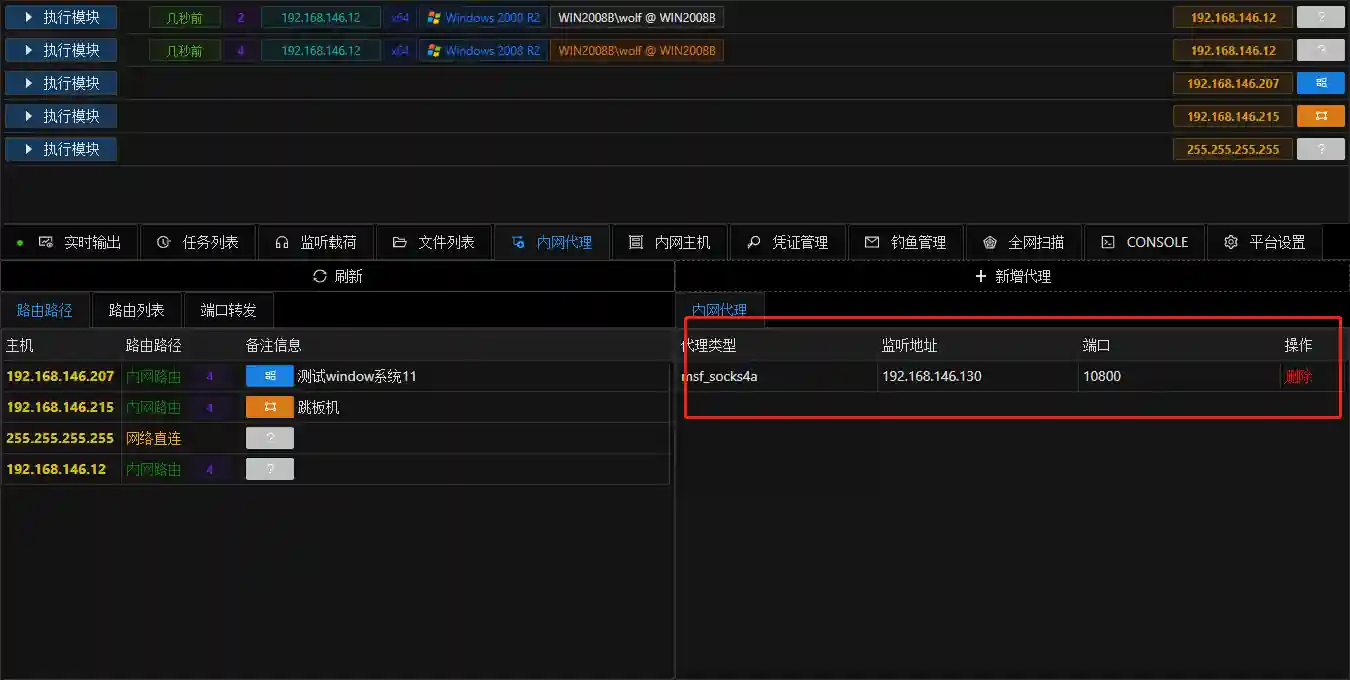 执行模块 几秒前 2 192.168.146.12 x64 Windows 2008 R2 WIN2008B\wolf @ WIN2008B 192.168.146.12 ?
执行模块 几秒前 4 192.168.146.12 x64 Windows 2008 R2 WIN2008B\wolf @ WIN2008B 192.168.146.12 ?
执行模块 192.168.146.207
执行模块 192.168.146.215
执行模块 255.255.255.255 ?
实时输出 任务列表 监听载荷 文件列表 内网代理 内网主机 凭证管理 钓鱼管理 全网扫描 CONSOLE 平台设置
刷新 新增代理
路由路径 路由列表 端口转发 内网代理
主机 路由路径 备注信息 代理类型 监听地址 端口 操作
192.168.146.207 内网路由 4 测试window系统11 msf_socks4a 192.168.146.130 10800 删除
192.168.146.215 内网路由 4 跳板机
255.255.255.255 网络直连 ?
192.168.146.12 内网路由 4 ?